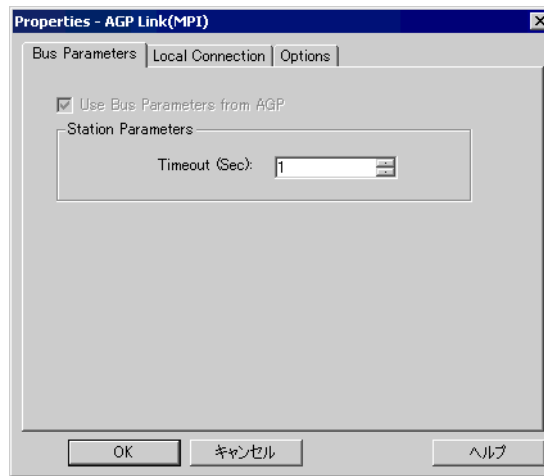 Properties - AGP Link(MPI)
Bus Parameters Local Connection Options
Use Bus Parameters from AGP
Station Parameters
Timeout (Sec): 1
OK キャンセル ヘルプ